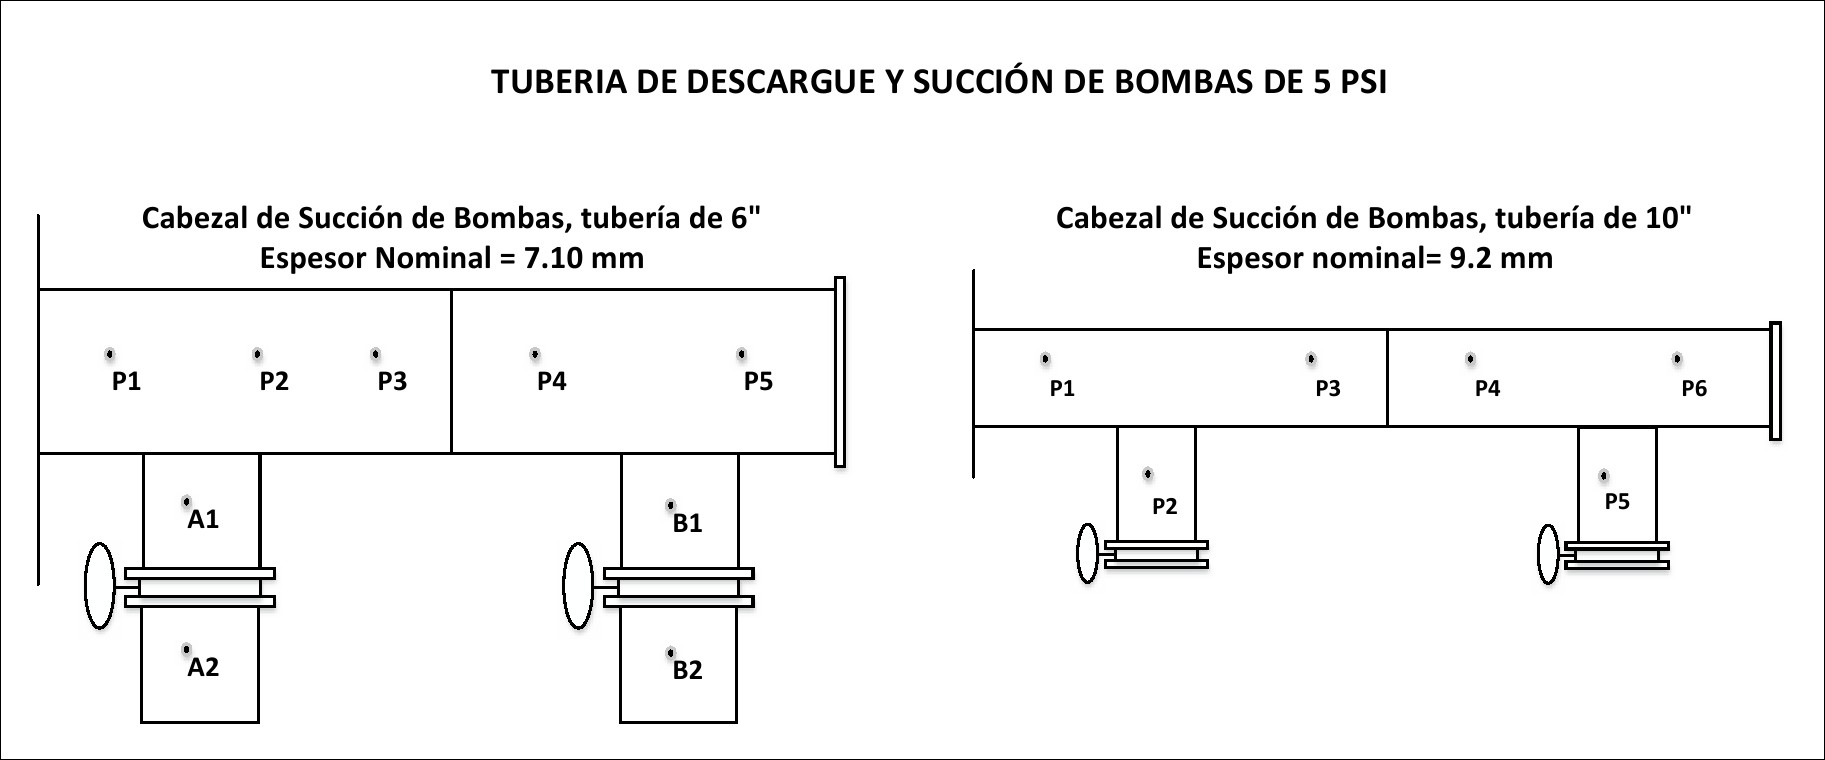 TUBERIA DE DESCARGUE Y SUCCIÓN DE BOMBAS DE 5 PSI
Cabezal de Succión de Bombas, tubería de 6"
Espesor Nominal = 7.10 mm
P1
P2
P3
P4
P5
A1
B1
A2
B2
Cabezal de Succión de Bombas, tubería de 10"
Espesor nominal= 9.2 mm
P1
P3
P4
P6
P2
P5